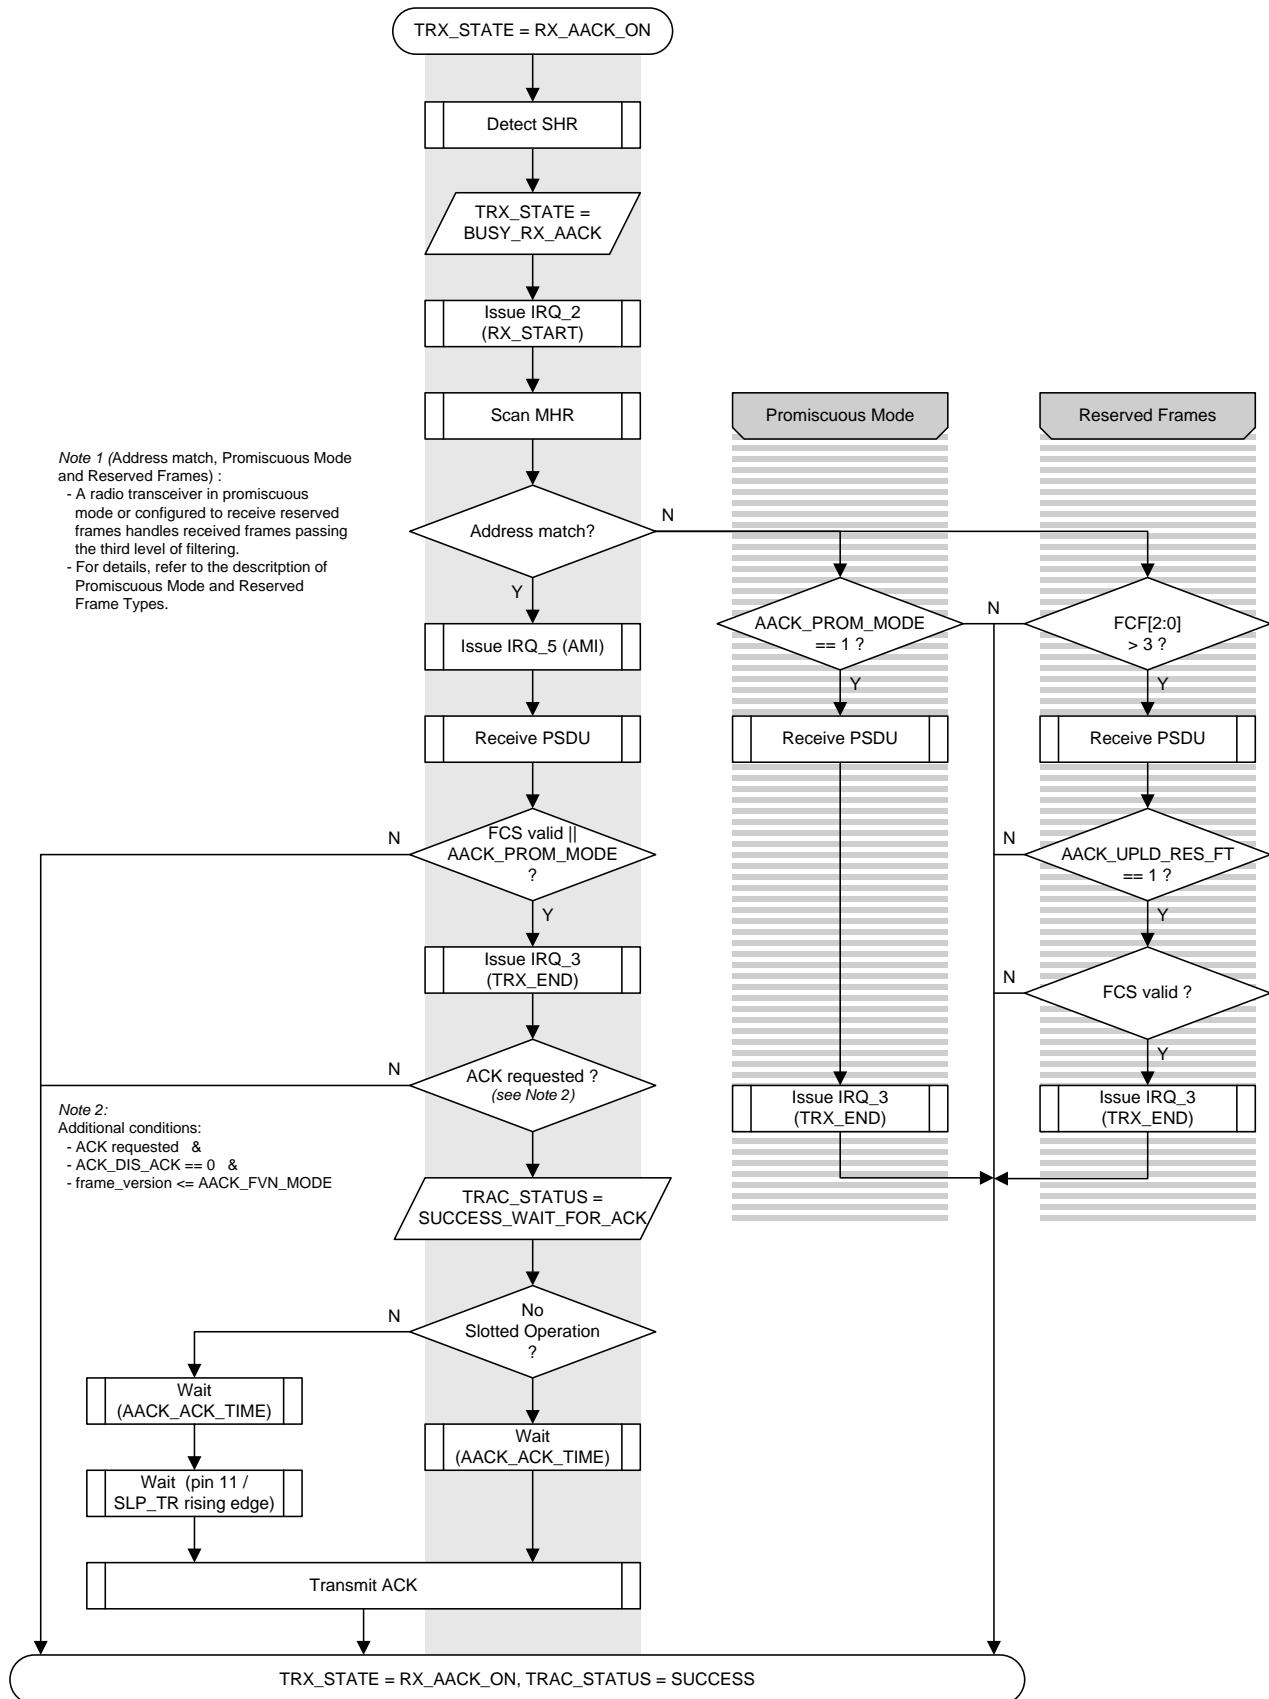 TRX_STATE = RX_AACK_ON
Detect SHR
TRX_STATE =
BUSY_RX_AACK
Issue IRQ_2
(RX_START)
Scan MHR
Promiscuous Mode
Reserved Frames
Note 1 (Address match, Promiscuous Mode
and Reserved Frames) :
- A radio transceiver in promiscuous
mode or configured to receive reserved
frames handles received frames passing
the third level of filtering.
- For details, refer to the descritption of
Promiscuous Mode and Reserved
Frame Types.
Address match?
N
Y
Issue IRQ_5 (AMI)
AACK_PROM_MODE
== 1 ?
N
FCF[2:0]
> 3 ?
Y
Y
Receive PSDU
Receive PSDU
Receive PSDU
N
FCS valid ||
AACK_PROM_MODE
?
N
AACK_UPLD_RES_FT
== 1 ?
Y
Y
Issue IRQ_3
(TRX_END)
N
FCS valid ?
Y
N
ACK requested ?
(see Note 2)
Issue IRQ_3
(TRX_END)
Issue IRQ_3
(TRX_END)
Note 2:
Additional conditions:
- ACK requested &
- ACK_DIS_ACK == 0 &
- frame_version <= AACK_FVN_MODE
TRAC_STATUS =
SUCCESS_WAIT_FOR_ACK
N
No
Slotted Operation
?
Wait
(AACK_ACK_TIME)
Wait
(AACK_ACK_TIME)
Wait (pin 11 /
SLP_TR rising edge)
Transmit ACK
TRX_STATE = RX_AACK_ON, TRAC_STATUS = SUCCESS